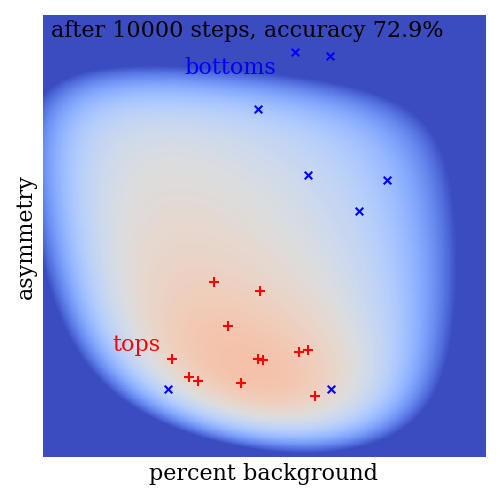 after 10000 steps, accuracy 72.9%
bottoms
asymmetry
tops
percent background